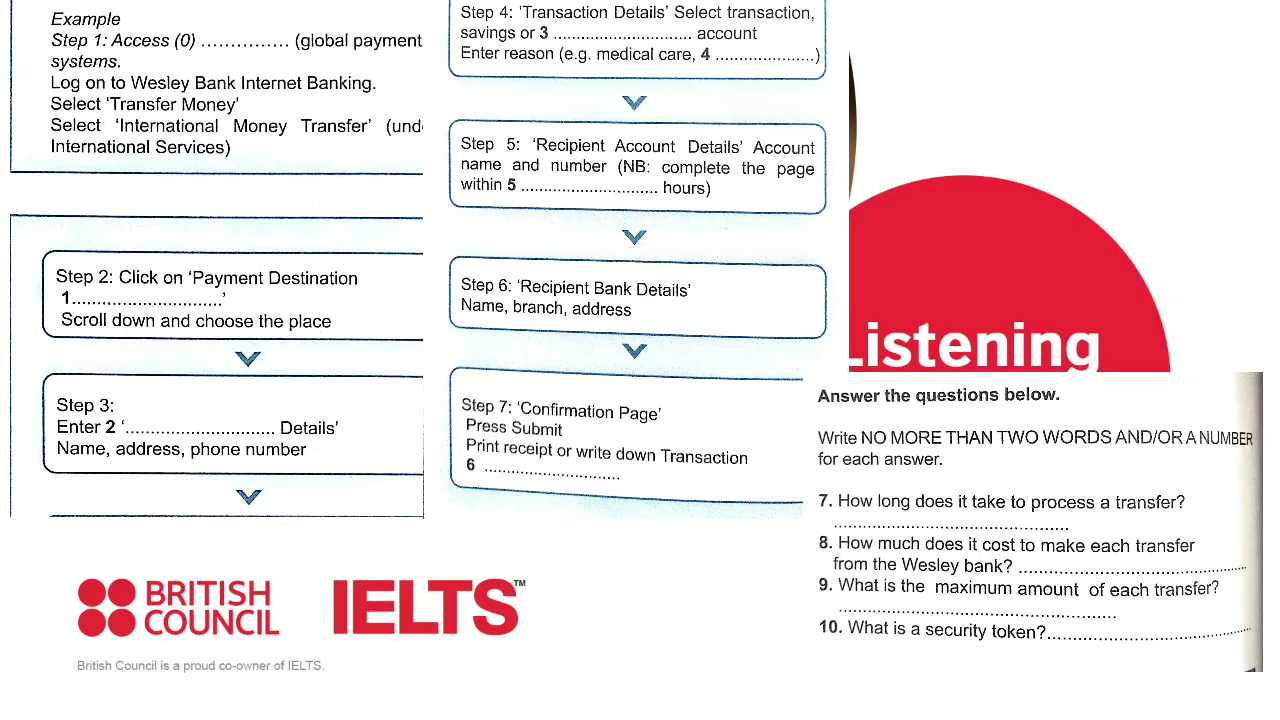 Example
Step 1: Access (0) ............... (global payment
systems.
Log on to Wesley Bank Internet Banking.
Select 'Transfer Money'
Select 'International Money Transfer' (und
International Services)
Step 2: Click on 'Payment Destination
1.............................'
Scroll down and choose the place
Step 3:
Enter 2 '............................. Details'
Name, address, phone number
Step 4: 'Transaction Details' Select transaction,
savings or 3 ........................... account
Enter reason (e.g. medical care, 4 ....................)
Step 5: 'Recipient Account Details' Account
name and number (NB: complete the page
within 5 ........................... hours)
Step 6: 'Recipient Bank Details'
Name, branch, address
Step 7: 'Confirmation Page'
Press Submit
Print receipt or write down Transaction
6 ...........................
Listening
Answer the questions below.
Write NO MORE THAN TWO WORDS AND/OR A NUMBER
for each answer.
7. How long does it take to process a transfer?
.............................................
8. How much does it cost to make each transfer
from the Wesley bank? .............................................
9. What is the maximum amount of each transfer?
.....................................................
10. What is a security token?.......................................
BRITISH
COUNCIL
IELTS™
British Council is a proud co-owner of IELTS.